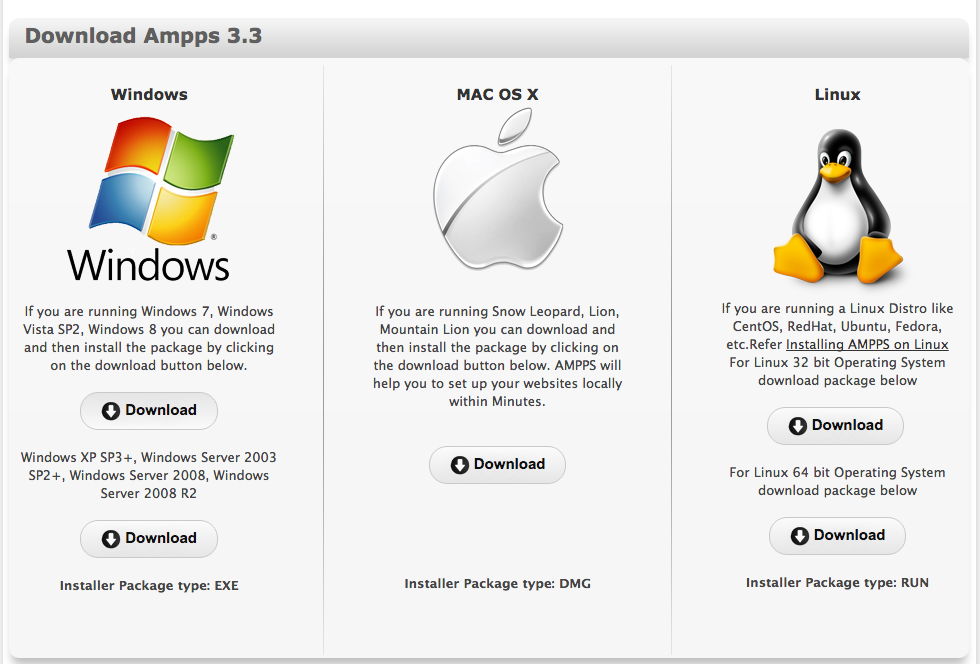 Download Ampps 3.3
Windows
Windows
®
If you are running Windows 7, Windows
Vista SP2, Windows 8 you can download
and then install the package by clicking
on the download button below.
Download
Windows XP SP3+, Windows Server 2003
SP2+, Windows Server 2008, Windows
Server 2008 R2
Download
Installer Package type: EXE
MAC OS X
If you are running Snow Leopard, Lion,
Mountain Lion you can download and
then install the package by clicking on
the download button below. AMPPS will
help you to set up your websites locally
within Minutes.
Download
Installer Package type: DMG
Linux
If you are running a Linux Distro like
CentOS, RedHat, Ubuntu, Fedora,
etc.Refer Installing AMPPS on Linux
For Linux 32 bit Operating System
download package below
Download
For Linux 64 bit Operating System
download package below
Download
Installer Package type: RUN